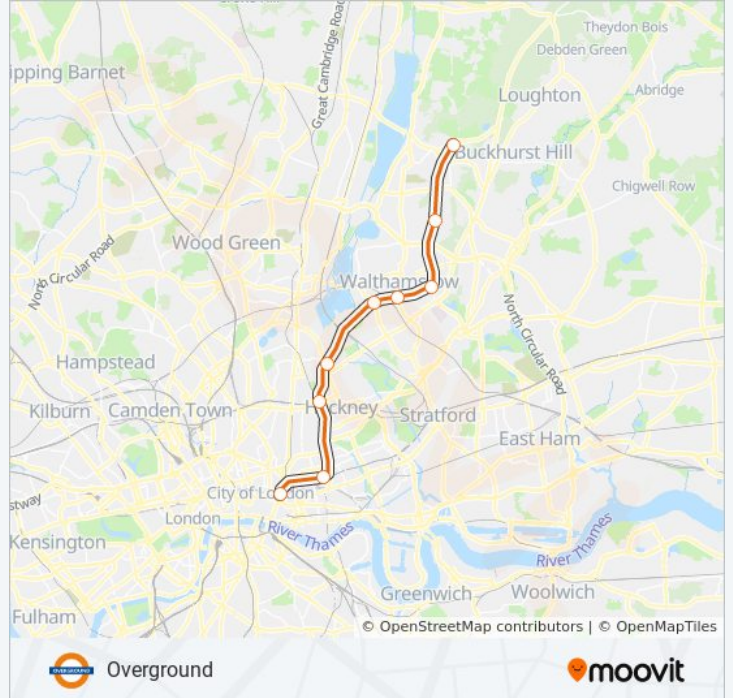 Theydon Bois
Debden Green
ipping Barnet
Great Cambridge Road
Loughton
Abridge
Buckhurst Hill
Chigwell Row
Wood Green
North Circular Road
Walthamstow
North Circular Road
Hampstead
Kilburn
Camden Town
Hackney
Stratford
East Ham
stway
City of London
London
River Thames
Kensington
River Thames
Greenwich
Woolwich
Fulham
© OpenStreetMap contributors | © OpenMapTiles
OVERGROUND
Overground
moovit